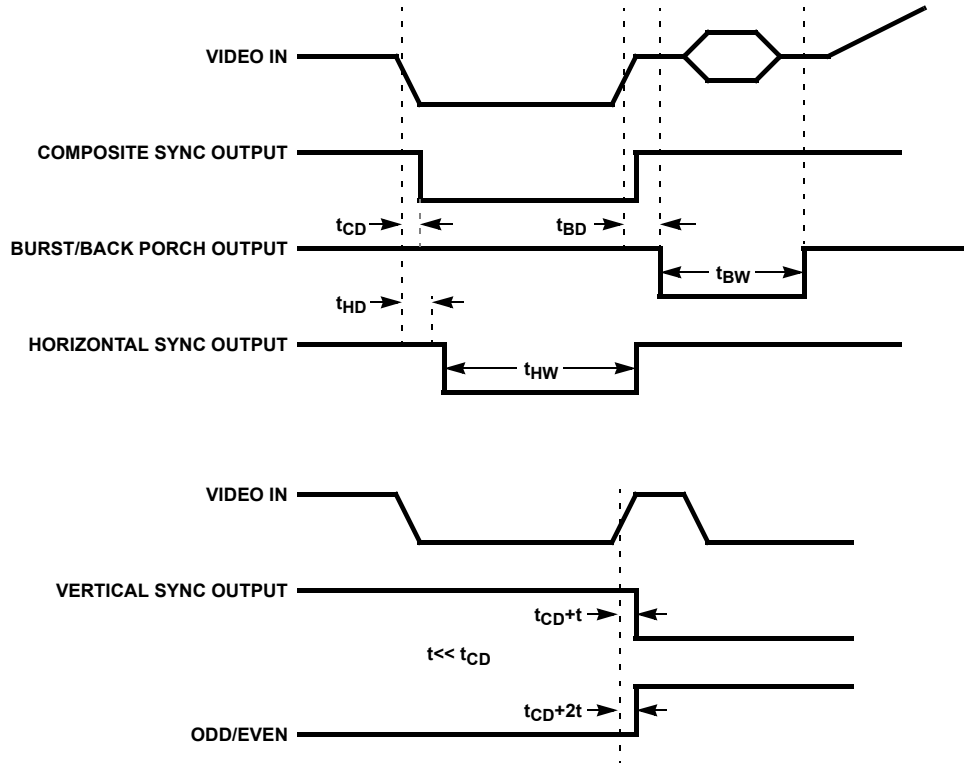 VIDEO IN
COMPOSITE SYNC OUTPUT
tCD
tBD
BURST/BACK PORCH OUTPUT
tBW
tHD
HORIZONTAL SYNC OUTPUT
tHW
VIDEO IN
VERTICAL SYNC OUTPUT
tCD+t
t<< tCD
tCD+2t
ODD/EVEN